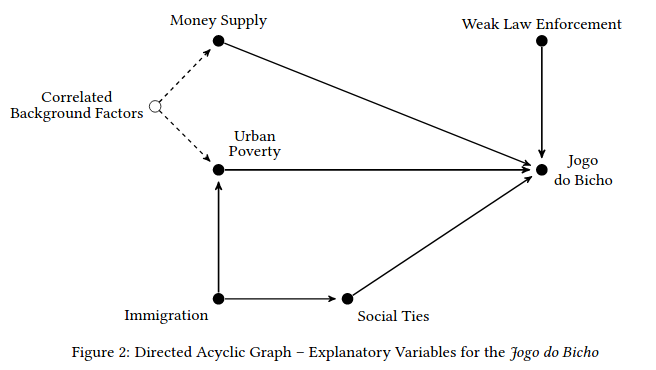 Money Supply
Weak Law Enforcement
Correlated
Background Factors
Urban
Poverty
Jogo
do Bicho
Immigration
Social Ties
Figure 2: Directed Acyclic Graph – Explanatory Variables for the Jogo do Bicho